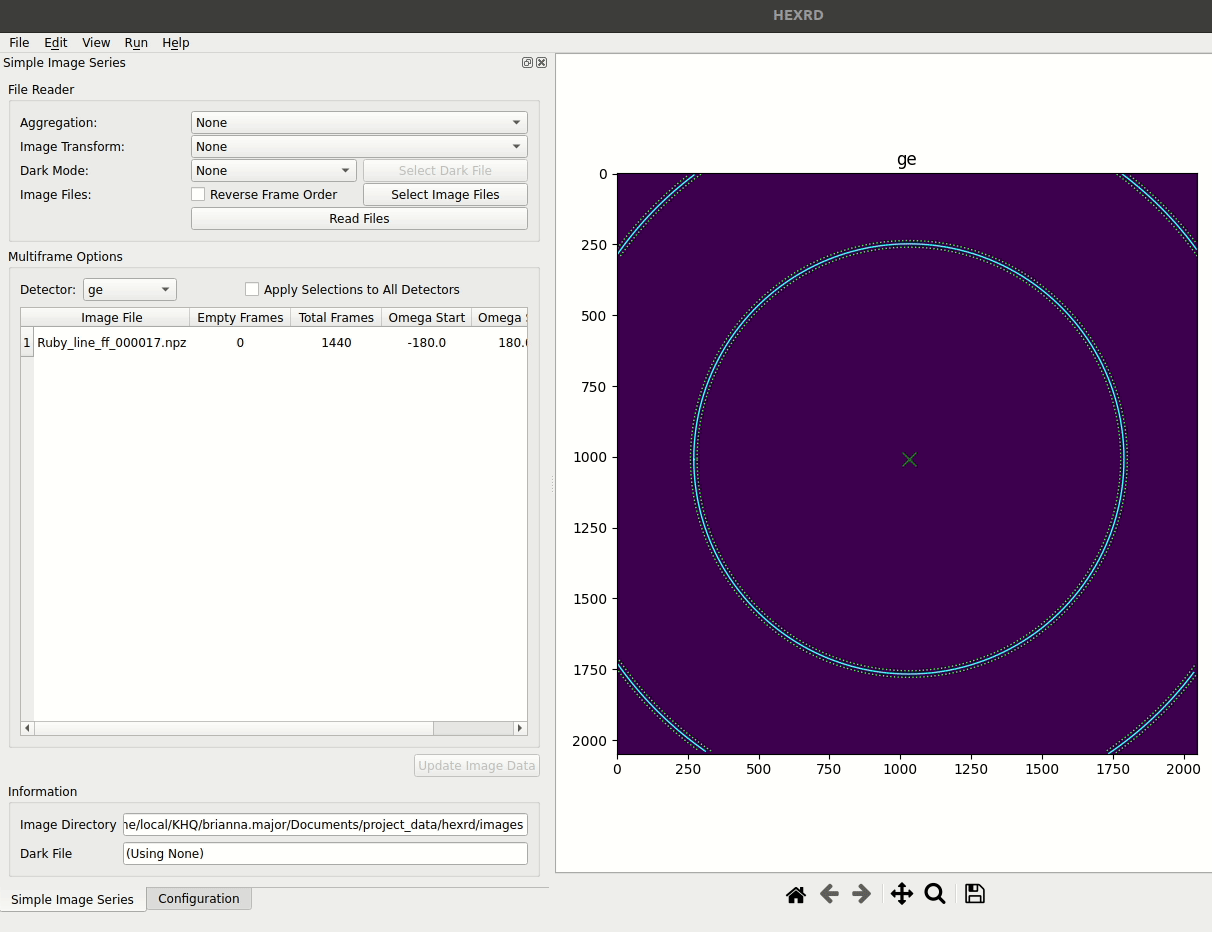 HEXRD
File Edit View Run Help
Simple Image Series
File Reader
Aggregation: None
Image Transform: None
Dark Mode: None Select Dark File
Image Files: Reverse Frame Order Select Image Files
Read Files
Multiframe Options
Detector: ge Apply Selections to All Detectors
Image File Empty Frames Total Frames Omega Start Omega
1 Ruby_line_ff_000017.npz 0 1440 -180.0 180.
Update Image Data
Information
Image Directory e/local/KHQ/brianna.major/Documents/project_data/hexrd/images
Dark File (Using None)
Simple Image Series Configuration
ge
0
250
500
750
1000
1250
1500
1750
2000
0 250 500 750 1000 1250 1500 1750 2000